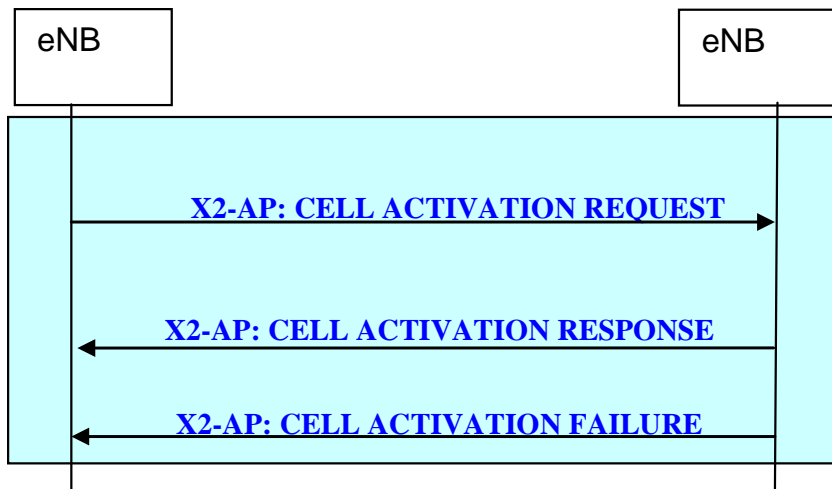 eNB
eNB
X2-AP: CELL ACTIVATION REQUEST
X2-AP: CELL ACTIVATION RESPONSE
X2-AP: CELL ACTIVATION FAILURE